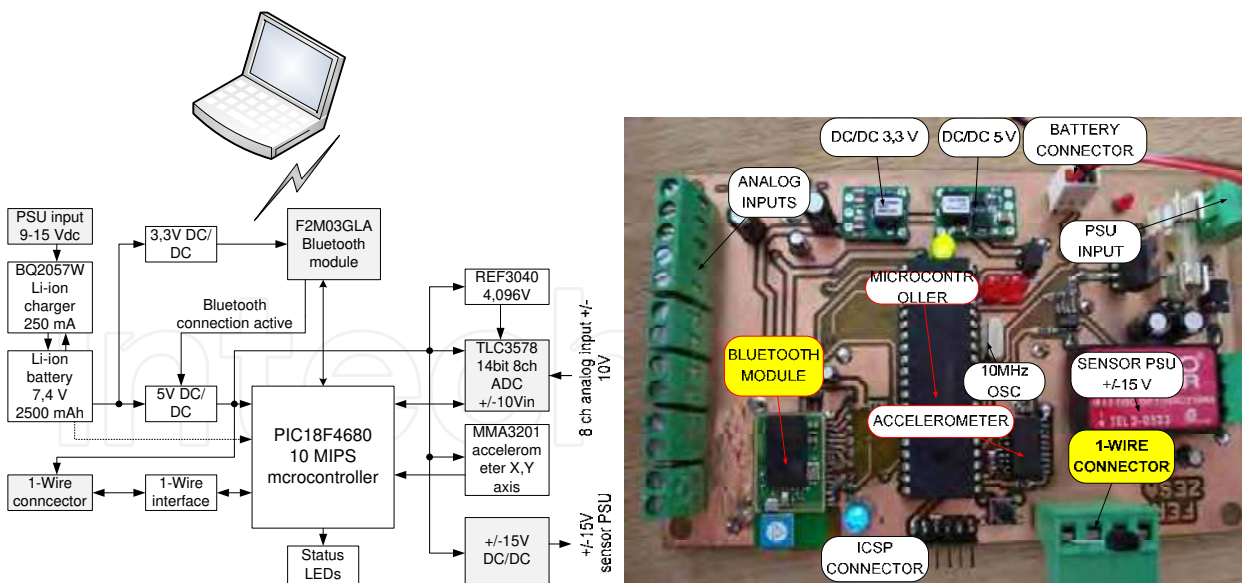 PSU input
9-15 Vdc
BQ2057W
Li-ion
charger
250 mA
Li-ion
battery
7,4 V
2500 mAh
3,3V DC/
DC
F2M03GLA
Bluetooth
module
Bluetooth
connection active
5V DC/
DC
1-Wire
conncector
1-Wire
interface
PIC18F4680
10 MIPS
mcrocontroller
Status
LEDs
REF3040
4,096V
TLC3578
14bit 8ch
ADC
+/-10Vin
MMA3201
accelerom
eter X,Y
axis
+/-15V
DC/DC
8 ch analog input +/-
10V
+/-15V
sensor PSU
InTech
DC/DC 3,3 V
DC/DC 5 V
BATTERY
CONNECTOR
ANALOG
INPUTS
PSU
INPUT
MICROCONTR
OLLER
BLUETOOTH
MODULE
10MHz
OSC
SENSOR PSU
+/-15 V
ACCELEROMETER
1-WIRE
CONNECTOR
ICSP
CONNECTOR